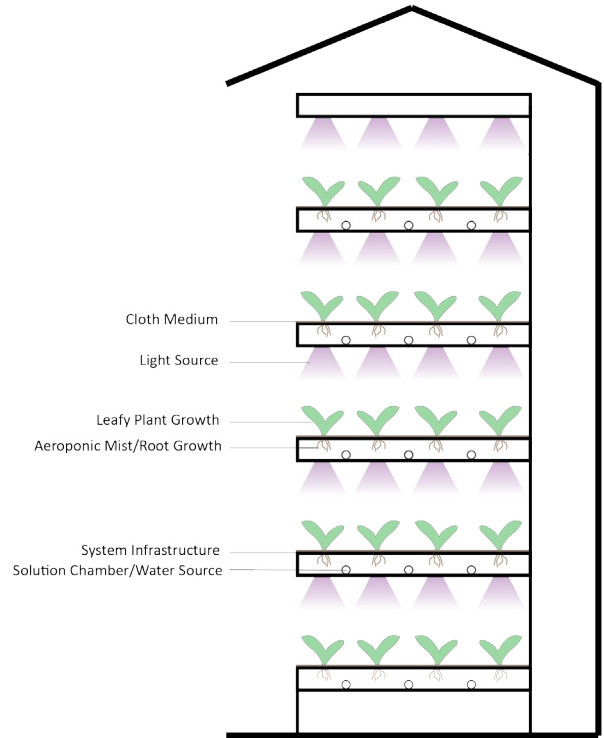 Cloth Medium
Light Source
Leafy Plant Growth
Aeroponic Mist/Root Growth
System Infrastructure
Solution Chamber/Water Source